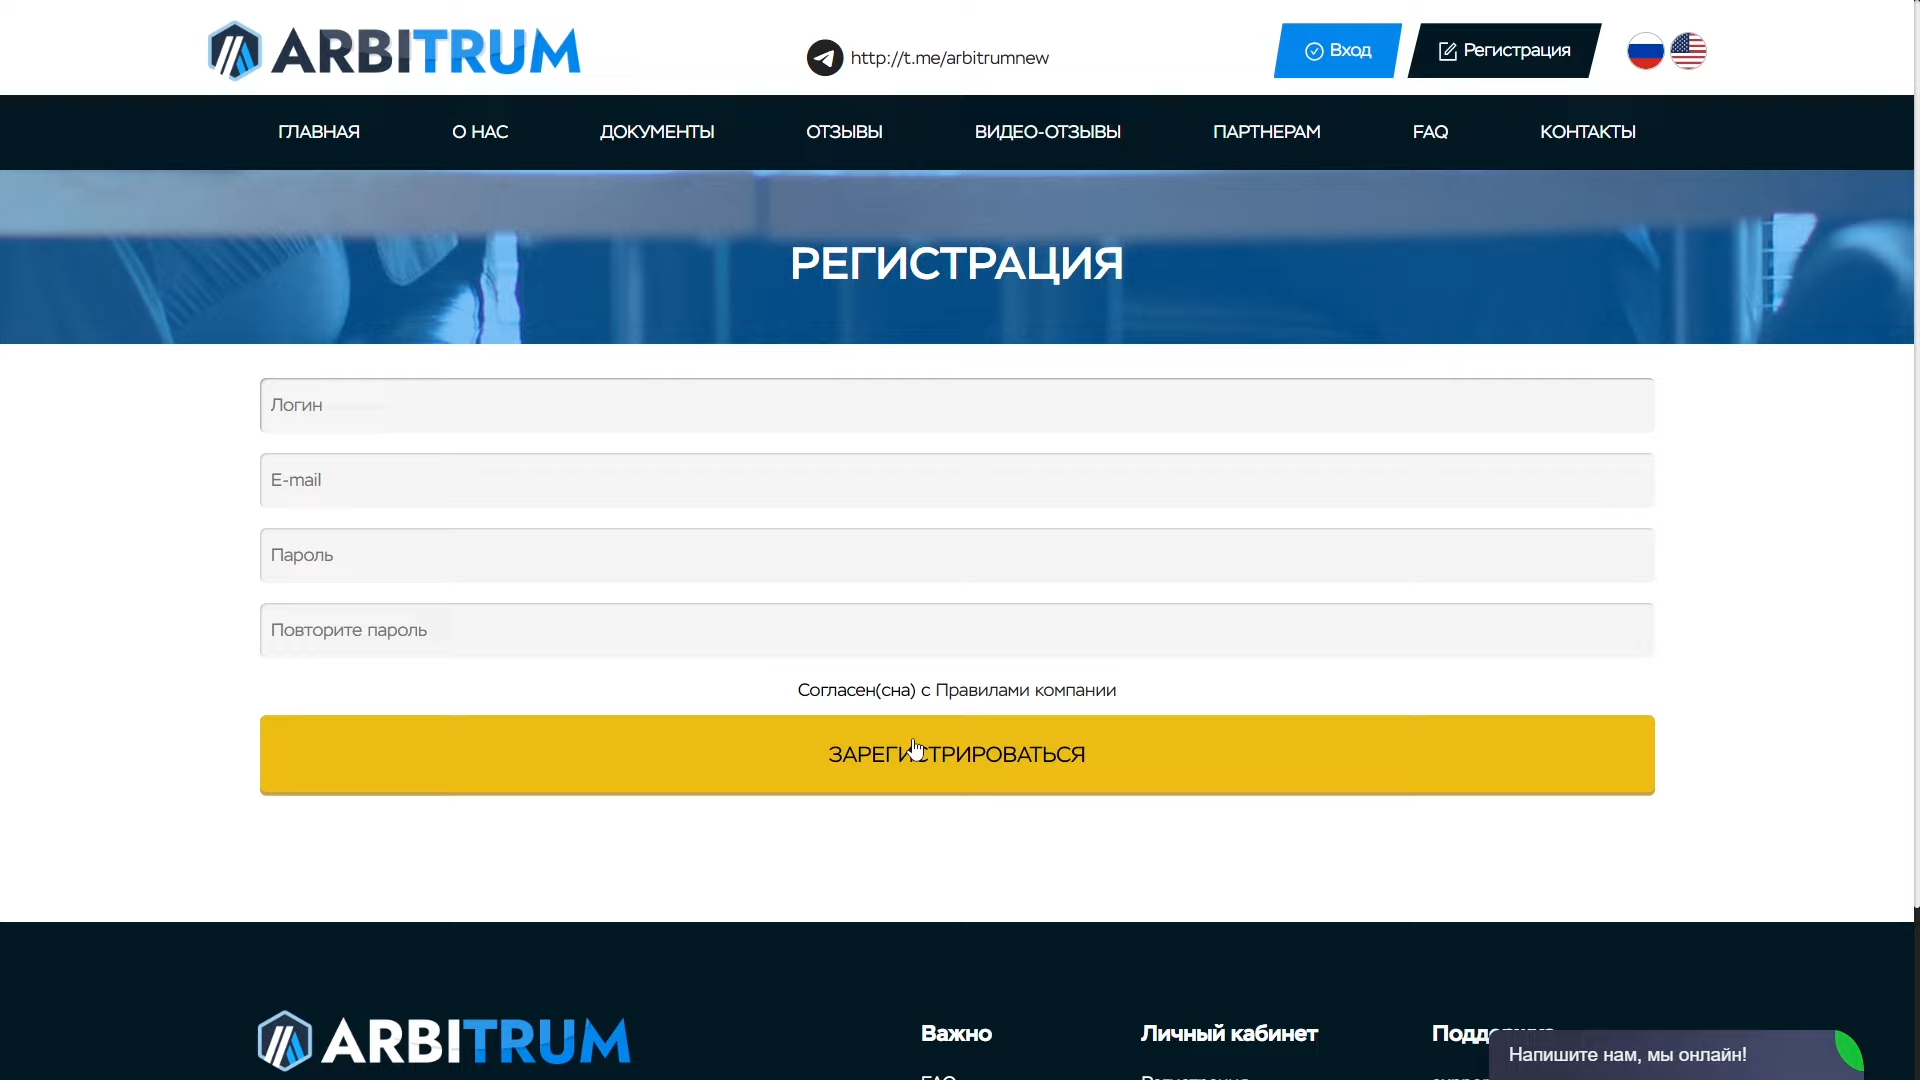 ARBITRUM
http://t.me/arbitrumnew
Вход
Регистрация
ГЛАВНАЯ
О НАС
ДОКУМЕНТЫ
ОТЗЫВЫ
ВИДЕО-ОТЗЫВЫ
ПАРТНЕРАМ
FAQ
КОНТАКТЫ
РЕГИСТРАЦИЯ
Логин
E-mail
Пароль
Повторите пароль
Согласен(сна) с Правилами компании
ЗАРЕГИСТРИРОВАТЬСЯ
ARBITRUM
Важно
Личный кабинет
Напишите нам, мы онлайн!